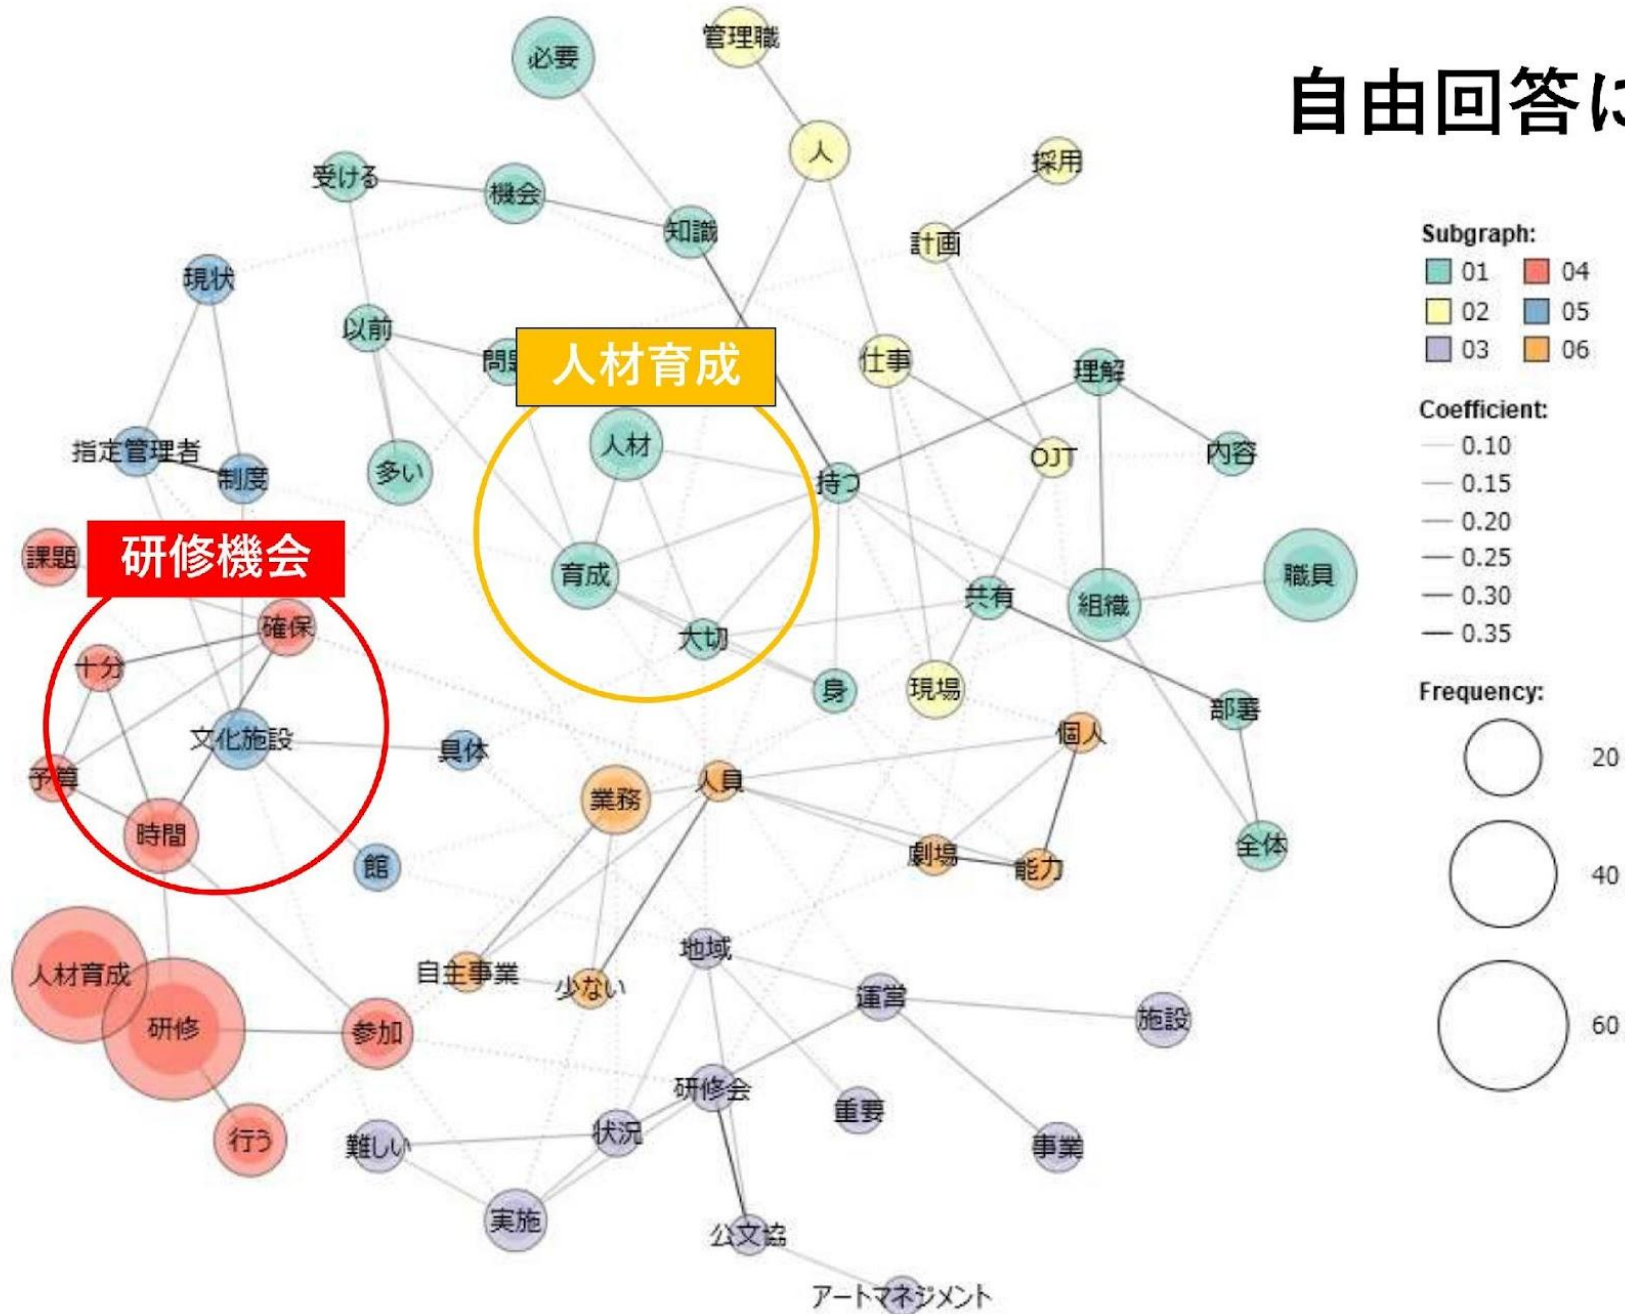 自由回答に
必要
管理職
人
採用
受ける
機会
知識
計画
現状
以前
問題
人材育成
仕事
理解
指定管理者
制度
多い
人材
持つ
OJT
内容
課題
研修機会
育成
共有
組織
職員
確保
十分
大切
身
現場
部署
文化施設
具体
個人
予算
時間
業務
人員
館
劇場
能力
全体
人材育成
研修
参加
自主事業
少ない
地域
運営
施設
行う
難しい
状況
研修会
重要
事業
実施
公文協
アートマネジメント
Subgraph:
01 04
02 05
03 06
Coefficient:
0.10
0.15
0.20
0.25
0.30
0.35
Frequency:
20
40
60